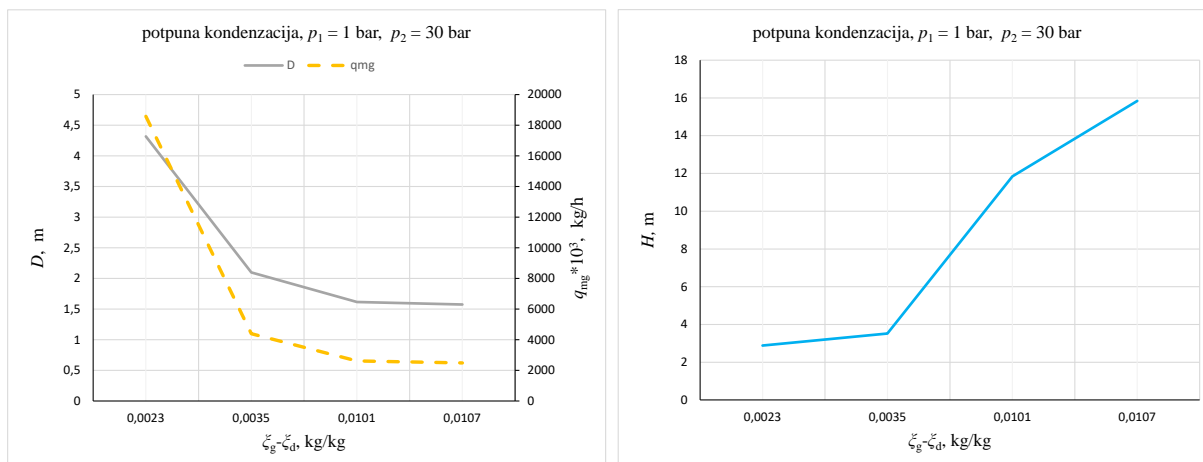 potpuna kondenzacija, p₁ = 1 bar, p₂ = 30 bar
D qmg
5 20000
4,5 18000
4 16000
3,5 14000
3 12000
2,5 10000
2 8000
1,5 6000
1 4000
0,5 2000
0 0
D, m
q_mg*10³, kg/h
0,0023 0,0035 0,0101 0,0107
ξg-ξd, kg/kg
potpuna kondenzacija, p₁ = 1 bar, p₂ = 30 bar
18
16
14
12
10
8
6
4
2
0
H, m
0,0023 0,0035 0,0101 0,0107
ξg-ξd, kg/kg